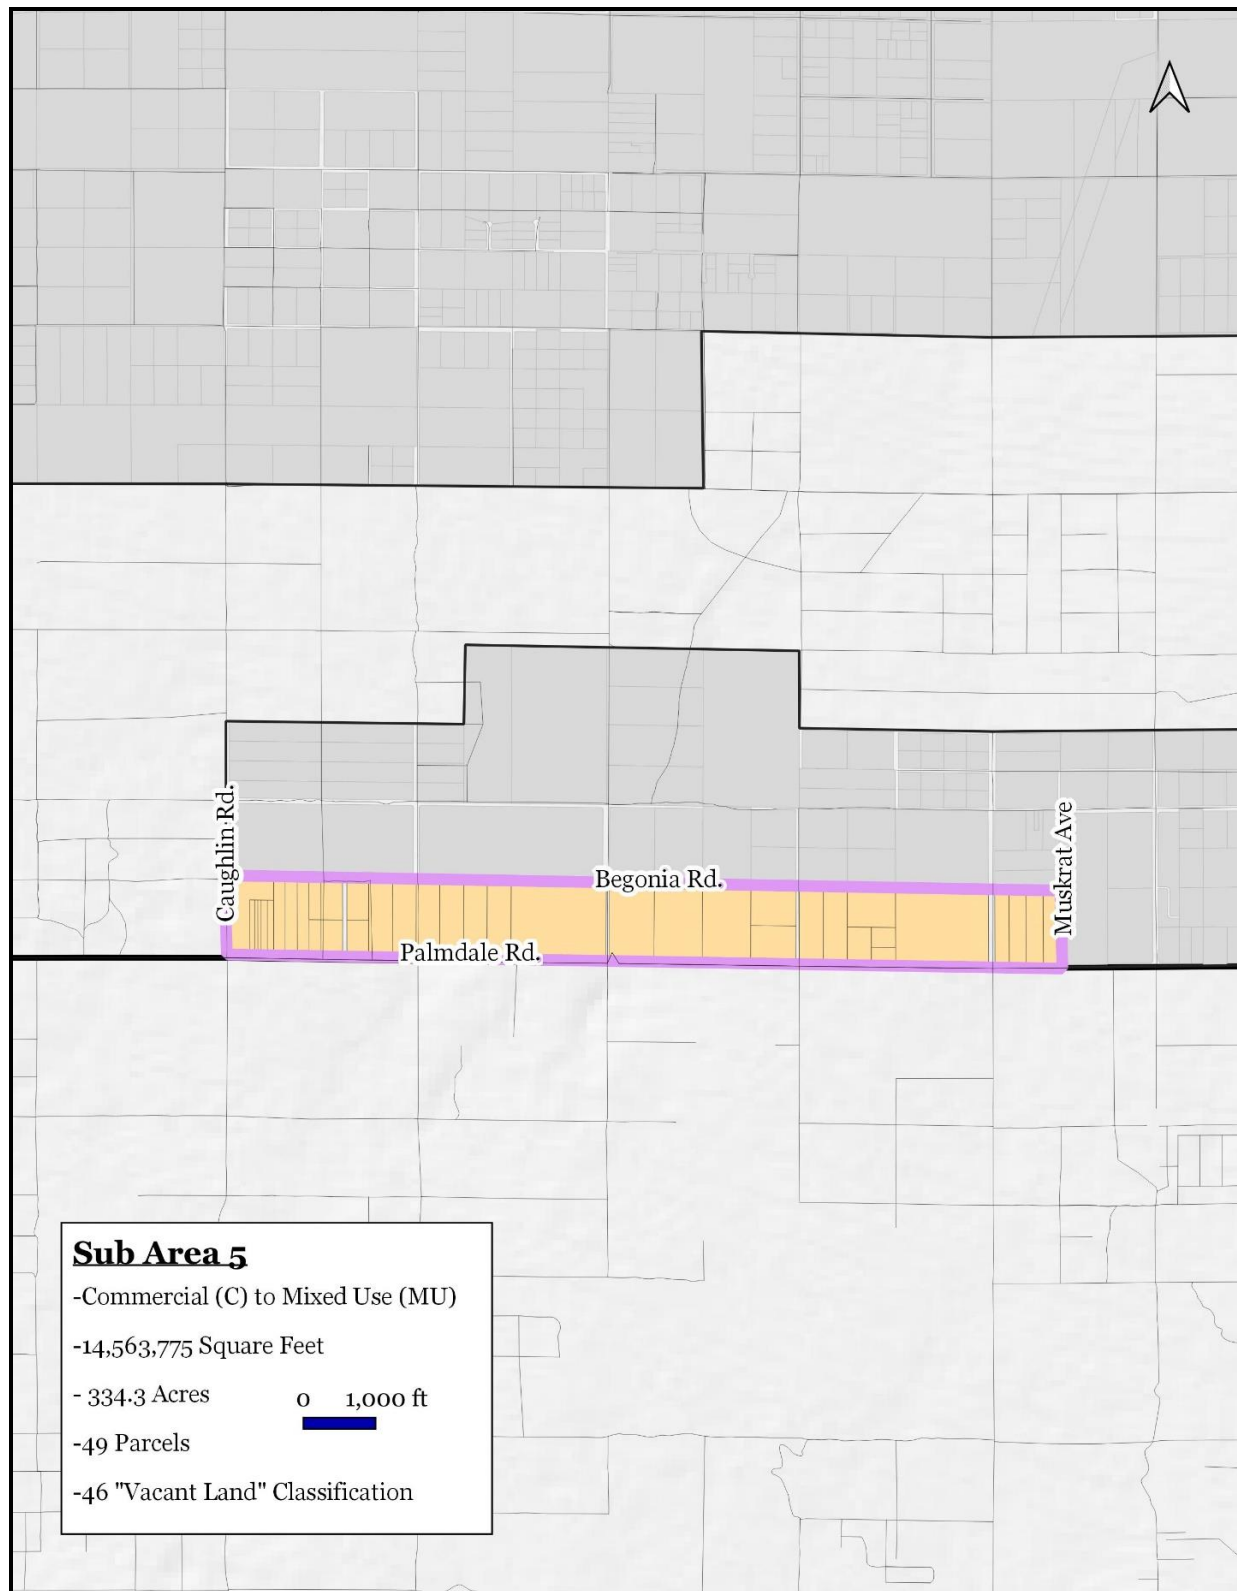 Caughlin Rd.
Begonia Rd.
Muskrat Ave
Palmdale Rd.
Sub Area 5
-Commercial (C) to Mixed Use (MU)
-14,563,775 Square Feet
- 334.3 Acres
0 1,000 ft
-49 Parcels
-46 "Vacant Land" Classification